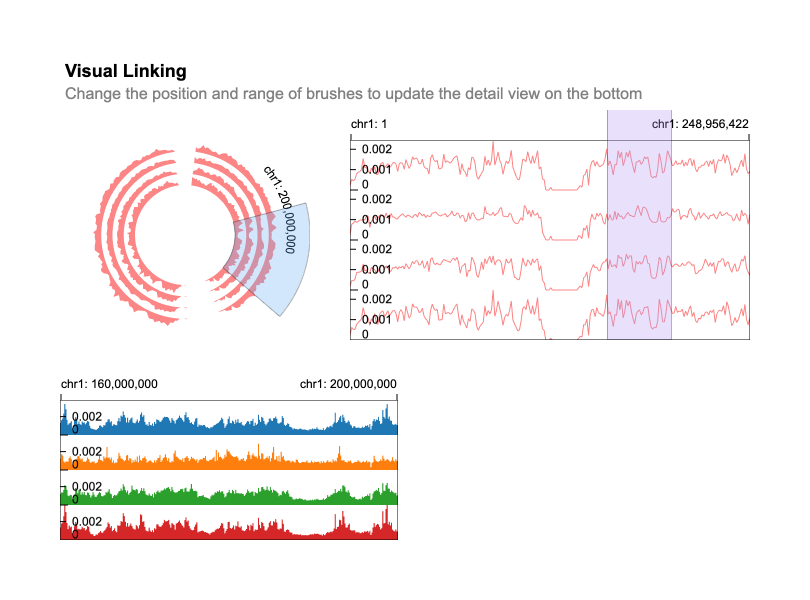 Visual Linking
Change the position and range of brushes to update the detail view on the bottom
chr1: 200,000,000
chr1: 1
chr1: 248,956,422
0.002
0.001
0
0.002
0.001
0
0.002
0.001
0
0.002
0.001
0
chr1: 160,000,000
chr1: 200,000,000
0.002
0
0.002
0
0.002
0
0.002
0